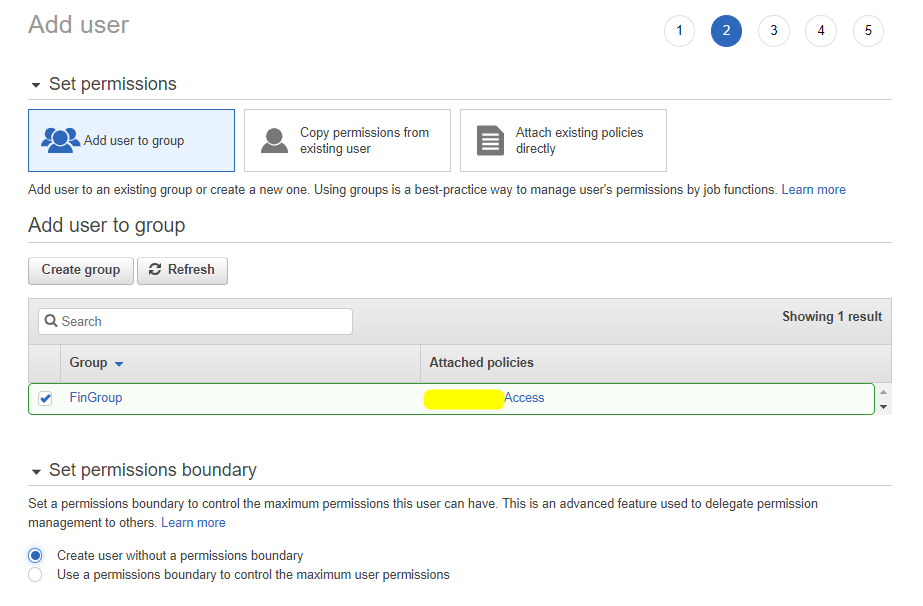 Add user
1 2 3 4 5
Set permissions
Add user to group
Copy permissions from
existing user
Attach existing policies
directly
Add user to an existing group or create a new one. Using groups is a best-practice way to manage user's permissions by job functions. Learn more
Add user to group
Create group Refresh
Search
Showing 1 result
Group Attached policies
FinGroup Access
Set permissions boundary
Set a permissions boundary to control the maximum permissions this user can have. This is an advanced feature used to delegate permission
management to others. Learn more
Create user without a permissions boundary
Use a permissions boundary to control the maximum user permissions